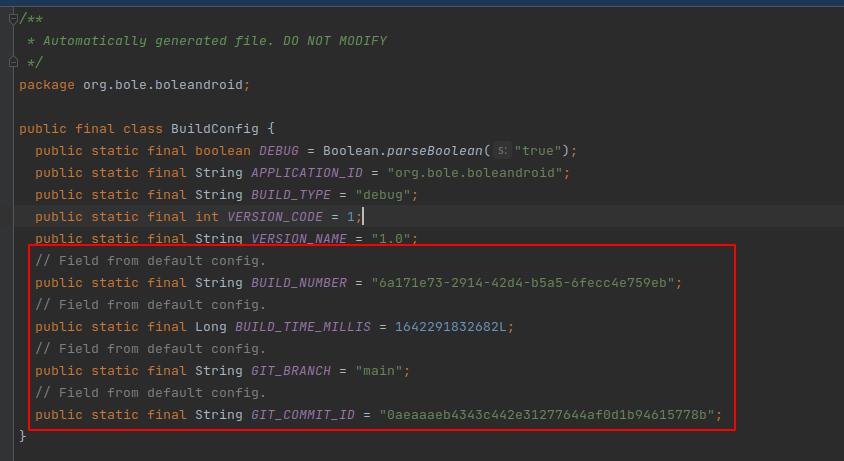 /**
 * Automatically generated file. DO NOT MODIFY
 */
package org.bole.boleandroid;

public final class BuildConfig {
  public static final boolean DEBUG = Boolean.parseBoolean( s: "true");
  public static final String APPLICATION_ID = "org.bole.boleandroid";
  public static final String BUILD_TYPE = "debug";
  public static final int VERSION_CODE = 1;
  public static final String VERSION_NAME = "1.0";
  // Field from default config.
  public static final String BUILD_NUMBER = "6a171e73-2914-42d4-b5a5-6fecc4e759eb";
  // Field from default config.
  public static final Long BUILD_TIME_MILLIS = 1642291832682L;
  // Field from default config.
  public static final String GIT_BRANCH = "main";
  // Field from default config.
  public static final String GIT_COMMIT_ID = "0aeaaaeb4343c442e31277644af0d1b94615778b";
}